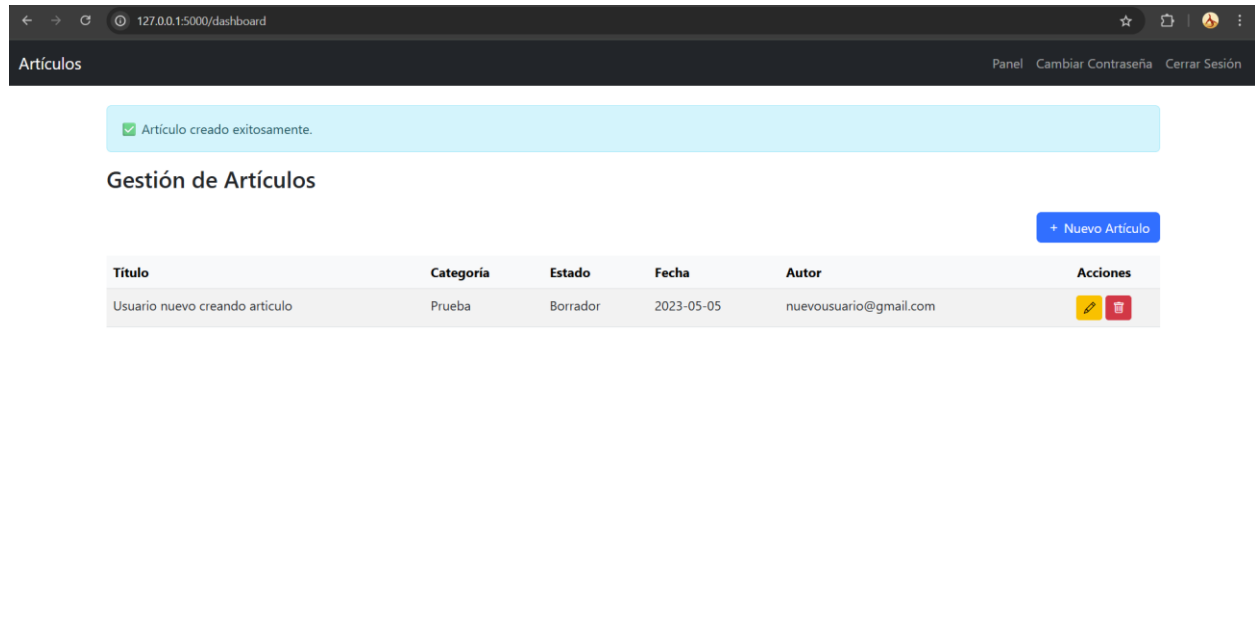 127.0.0.1:5000/dashboard
Artículos Panel Cambiar Contraseña Cerrar Sesión
✅ Artículo creado exitosamente.
Gestión de Artículos
+ Nuevo Artículo
Título Categoría Estado Fecha Autor Acciones
Usuario nuevo creando articulo Prueba Borrador 2023-05-05 nuevousuario@gmail.com